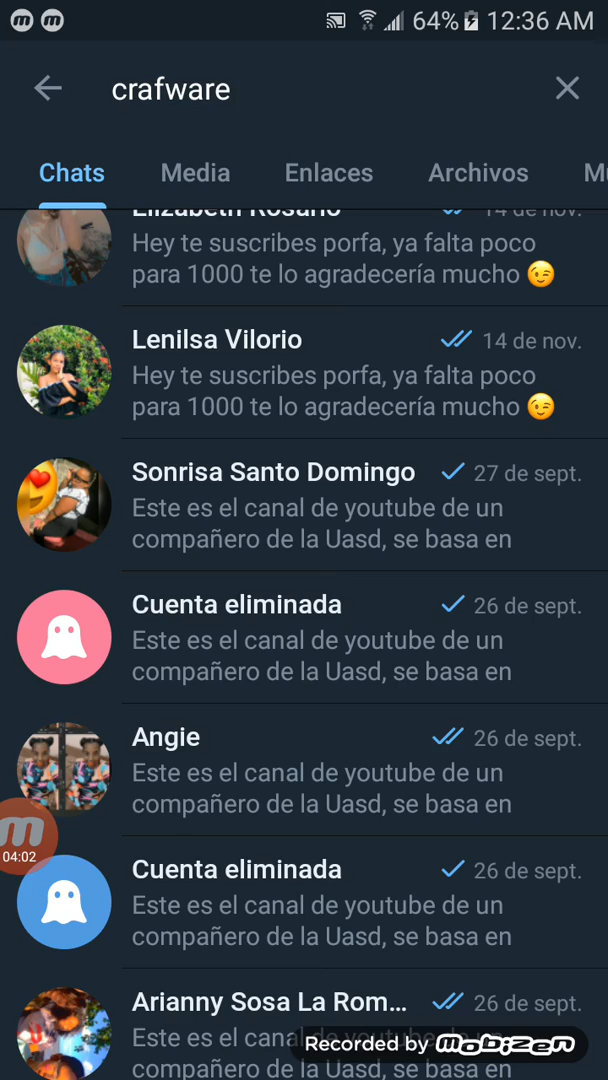 64% 12:36 AM
crafware
Chats Media Enlaces Archivos M
Elizabeth Rosario 14 de nov.
Hey te suscribes porfa, ya falta poco
para 1000 te lo agradecería mucho 😉
Lenilsa Vilorio 14 de nov.
Hey te suscribes porfa, ya falta poco
para 1000 te lo agradecería mucho 😉
Sonrisa Santo Domingo 27 de sept.
Este es el canal de youtube de un
compañero de la Uasd, se basa en
Cuenta eliminada 26 de sept.
Este es el canal de youtube de un
compañero de la Uasd, se basa en
Angie 26 de sept.
Este es el canal de youtube de un
compañero de la Uasd, se basa en
04:02
Cuenta eliminada 26 de sept.
Este es el canal de youtube de un
compañero de la Uasd, se basa en
Arianny Sosa La Rom... 26 de sept.
Este es el canal de youtube de un
compañero de la Uasd, se basa en
Recorded by mobizen